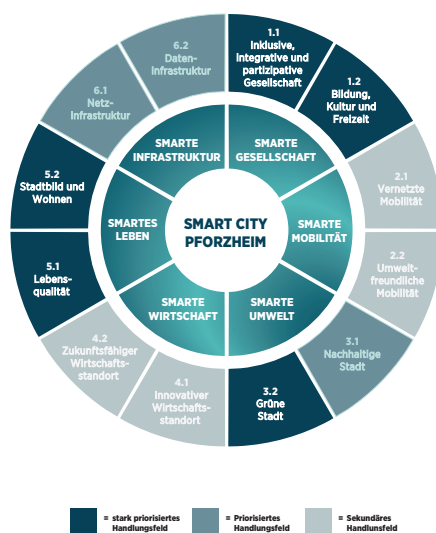 1.1
Inklusive,
integrative und
partizipative
Gesellschaft
1.2
Bildung,
Kultur und
Freizeit
2.1
Vernetzte
Mobilität
2.2
Umwelt-
freundliche
Mobilität
3.1
Nachhaltige
Stadt
3.2
Grüne
Stadt
4.1
Innovativer
Wirtschafts-
standort
4.2
Zukunftsfähiger
Wirtschafts-
standort
5.1
Lebens-
qualität
5.2
Stadtbild und
Wohnen
6.1
Netz-
Infrastruktur
6.2
Daten-
Infrastruktur
SMARTE
GESELLSCHAFT
SMARTE
MOBILITÄT
SMARTE
UMWELT
SMARTE
WIRTSCHAFT
SMARTES
LEBEN
SMARTE
INFRASTRUKTUR
SMART CITY
PFORZHEIM
= stark priorisiertes
Handlungsfeld
= Priorisiertes
Handlungsfeld
= Sekundäres
Handlunsfeld